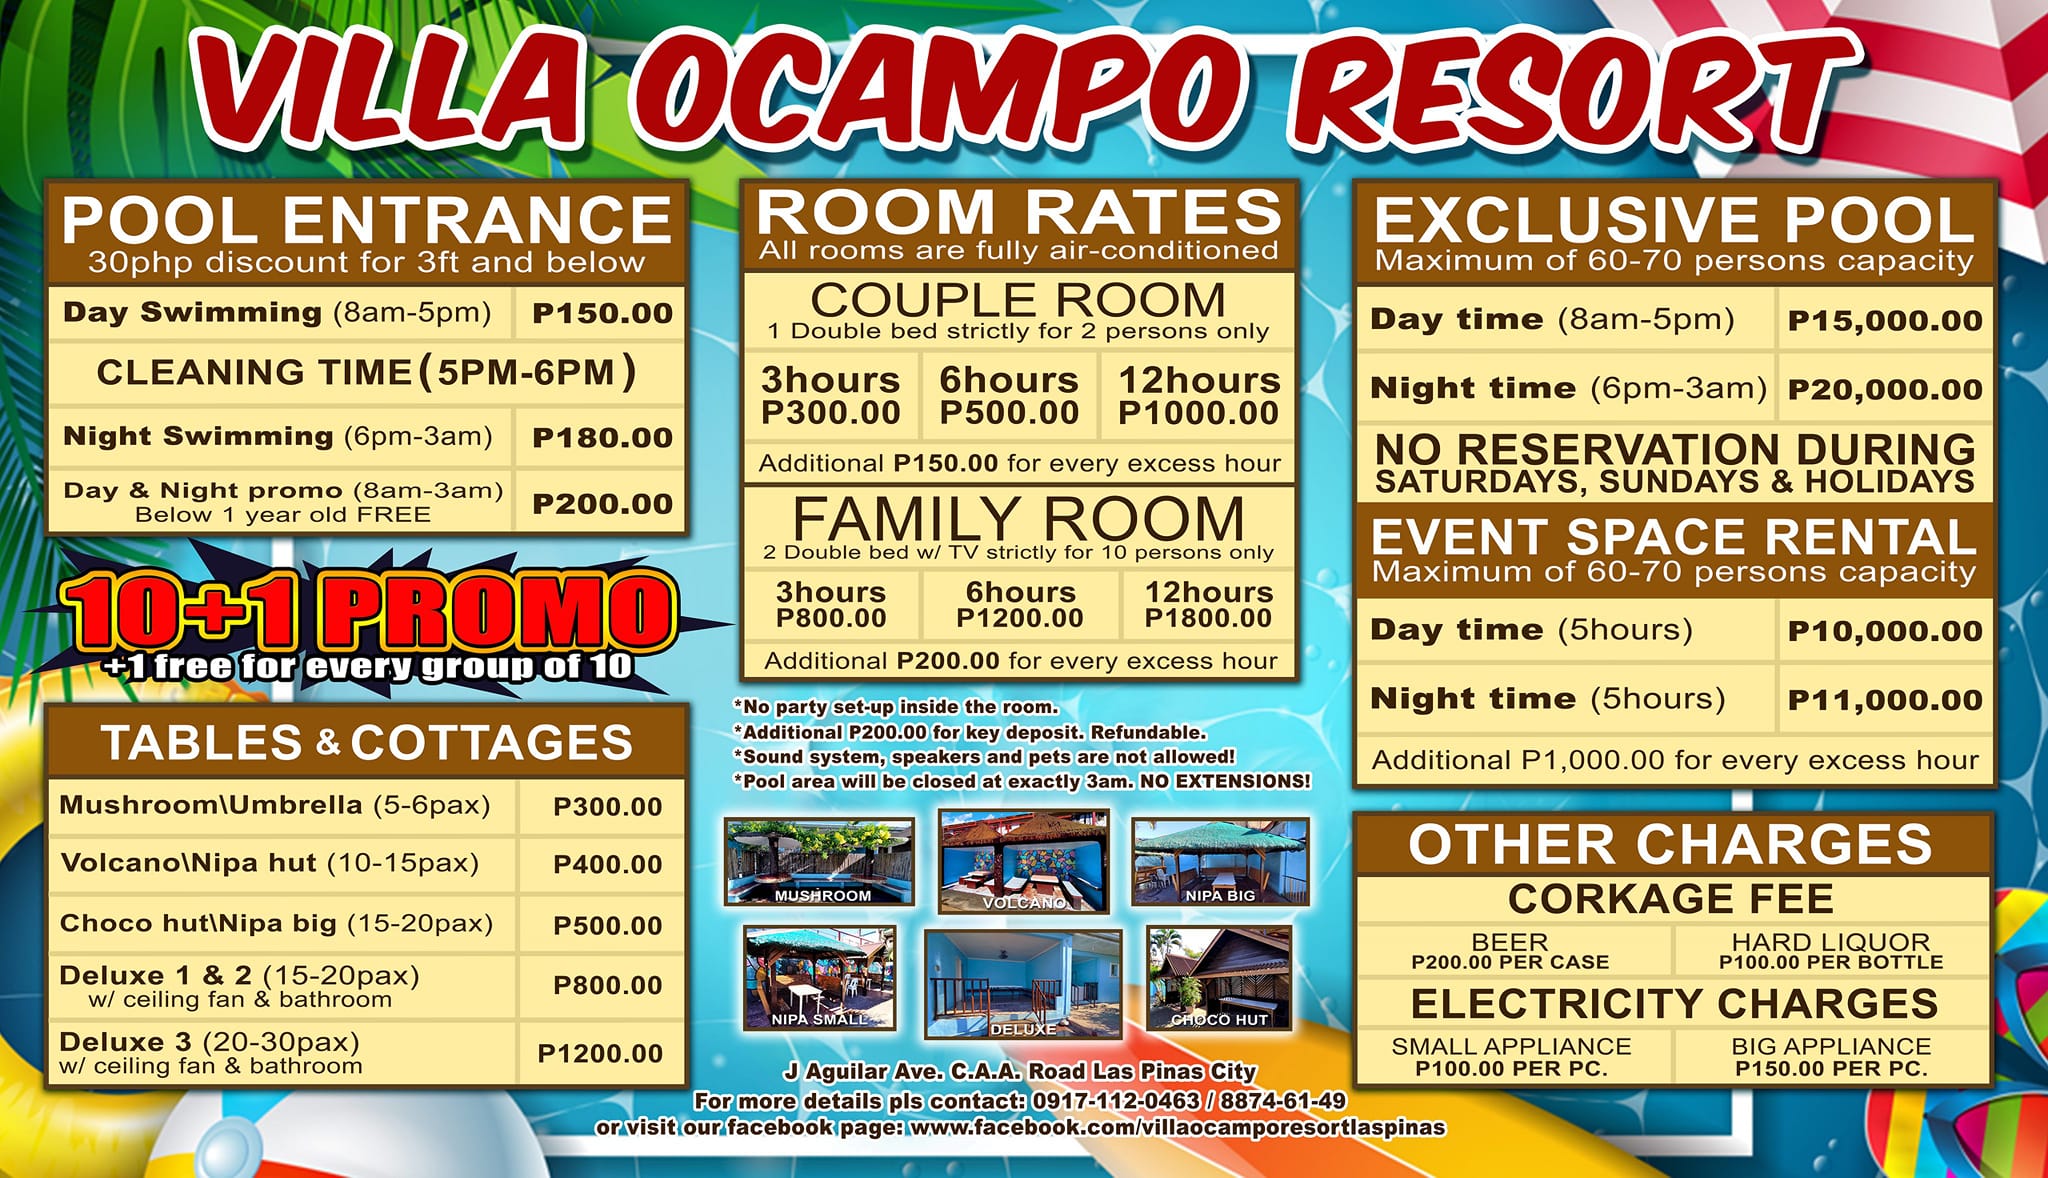 VILLA OCAMPO RESORT
POOL ENTRANCE
30php discount for 3ft and below
Day Swimming (8am-5pm) P150.00
CLEANING TIME (5PM-6PM)
Night Swimming (6pm-3am) P180.00
Day & Night promo (8am-3am) P200.00
Below 1 year old FREE
10+1 PROMO
+1 free for every group of 10
TABLES & COTTAGES
Mushroom\Umbrella (5-6pax) P300.00
Volcano\Nipa hut (10-15pax) P400.00
Choco hut\Nipa big (15-20pax) P500.00
Deluxe 1 & 2 (15-20pax) P800.00
w/ ceiling fan & bathroom
Deluxe 3 (20-30pax) P1200.00
w/ ceiling fan & bathroom
ROOM RATES
All rooms are fully air-conditioned
COUPLE ROOM
1 Double bed strictly for 2 persons only
3hours 6hours 12hours
P300.00 P500.00 P1000.00
Additional P150.00 for every excess hour
FAMILY ROOM
2 Double bed w/ TV strictly for 10 persons only
3hours 6hours 12hours
P800.00 P1200.00 P1800.00
Additional P200.00 for every excess hour
*No party set-up inside the room.
*Additional P200.00 for key deposit. Refundable.
*Sound system, speakers and pets are not allowed!
*Pool area will be closed at exactly 3am. NO EXTENSIONS!
MUSHROOM
VOLCANO
NIPA BIG
NIPA SMALL
DELUXE
CHOCO HUT
EXCLUSIVE POOL
Maximum of 60-70 persons capacity
Day time (8am-5pm) P15,000.00
Night time (6pm-3am) P20,000.00
NO RESERVATION DURING
SATURDAYS, SUNDAYS & HOLIDAYS
EVENT SPACE RENTAL
Maximum of 60-70 persons capacity
Day time (5hours) P10,000.00
Night time (5hours) P11,000.00
Additional P1,000.00 for every excess hour
OTHER CHARGES
CORKAGE FEE
BEER HARD LIQUOR
P200.00 PER CASE P100.00 PER BOTTLE
ELECTRICITY CHARGES
SMALL APPLIANCE BIG APPLIANCE
P100.00 PER PC. P150.00 PER PC.
J Aguilar Ave. C.A.A. Road Las Pinas City
For more details pls contact: 0917-112-0463 / 8874-61-49
or visit our facebook page: www.facebook.com/villaocamporesortlaspinas